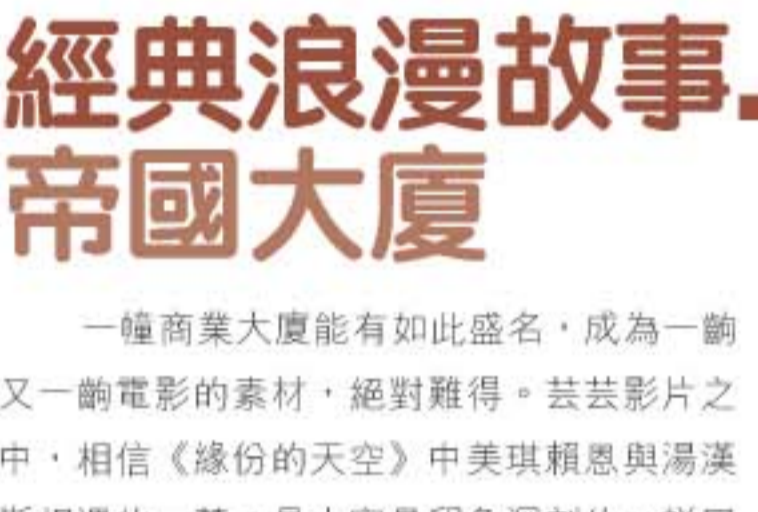 經典浪漫故事
帝國大廈
一幢商業大廈能有如此盛名，成為一齣
又一齣電影的素材，絕對難得。芸芸影片之
中，相信《緣份的天空》中美琪賴恩與湯漢